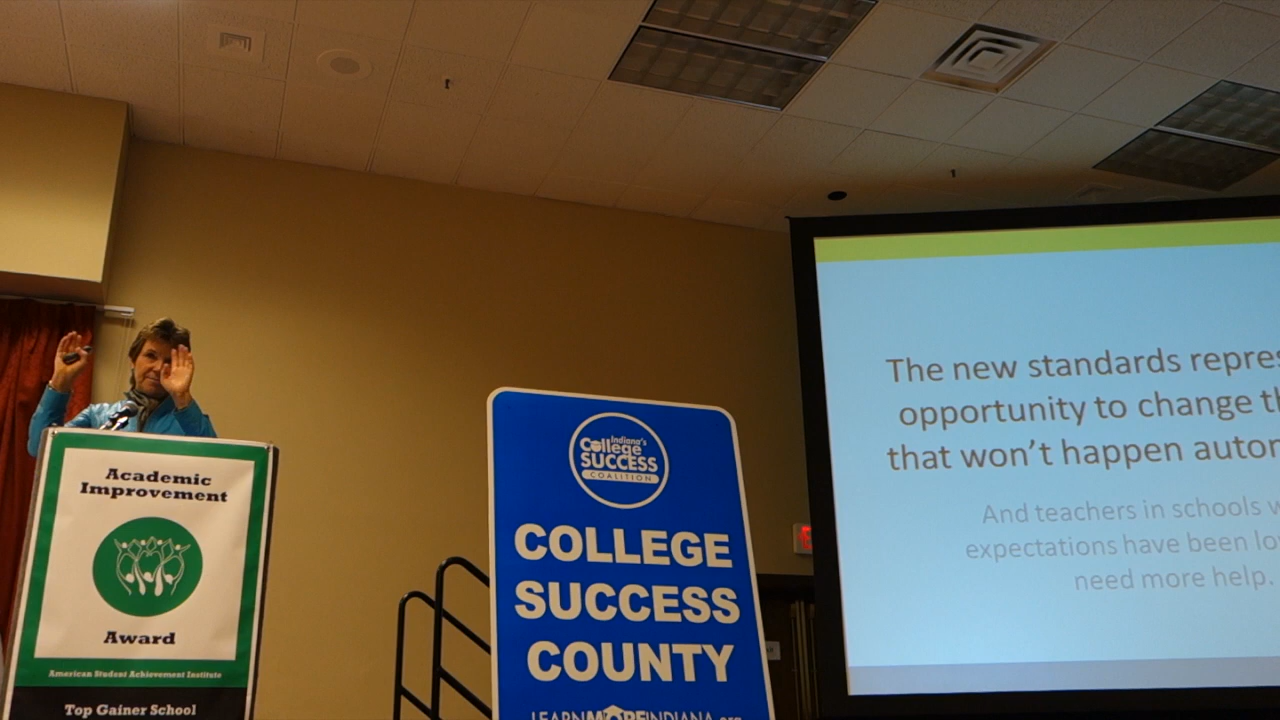 Academic
Improvement
Award
American Student Achievement Institute
Top Gainer School
Indiana's
College
SUCCESS
COALITION
COLLEGE
SUCCESS
COUNTY
LEARNMOREINDIANA.org
The new standards repres
opportunity to change th
that won't happen autom
And teachers in schools w
expectations have been lo
need more help.